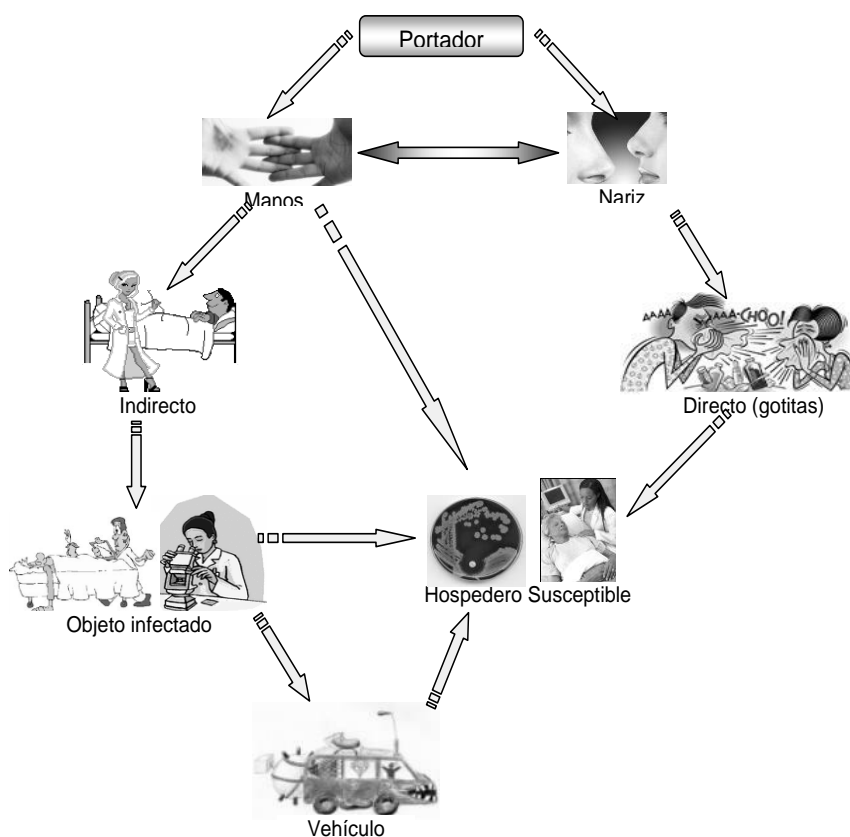 Portador
Manos
Nariz
AAAA
AAA-CHOO!
Indirecto
Directo (gotitas)
Hospedero Susceptible
Objeto infectado
Vehículo